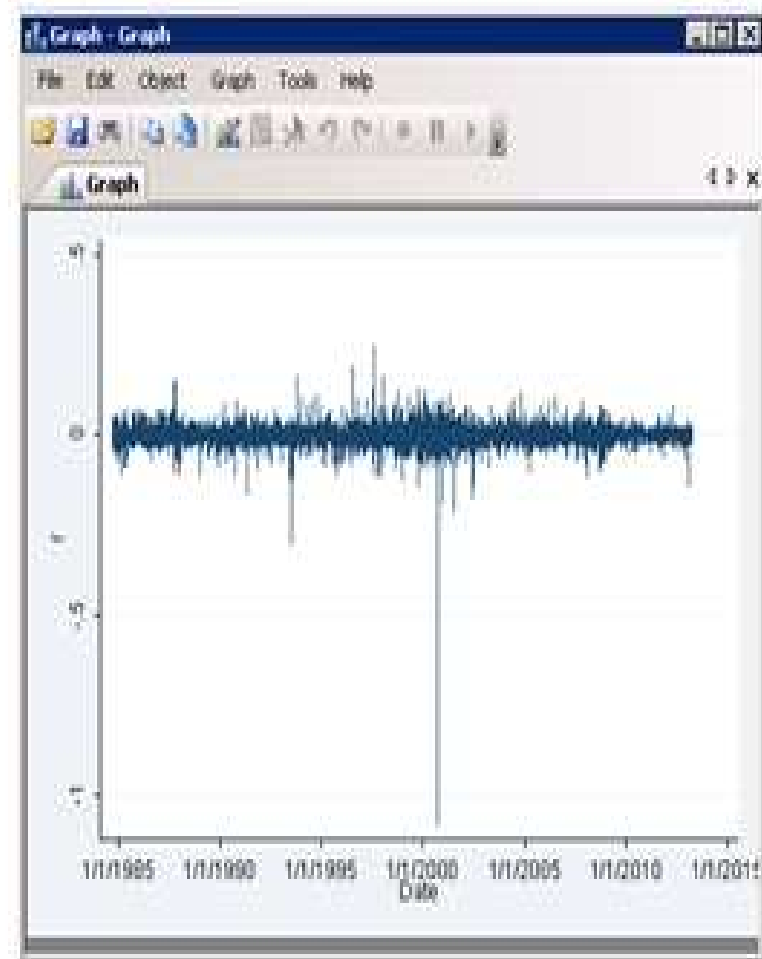 Graph - Graph
File Edit Object Graph Tools Help
Graph
.5
0
r
-.5
-1
1/1/1985 1/1/1990 1/1/1995 1/1/2000 1/1/2005 1/1/2010 1/1/2015
Date